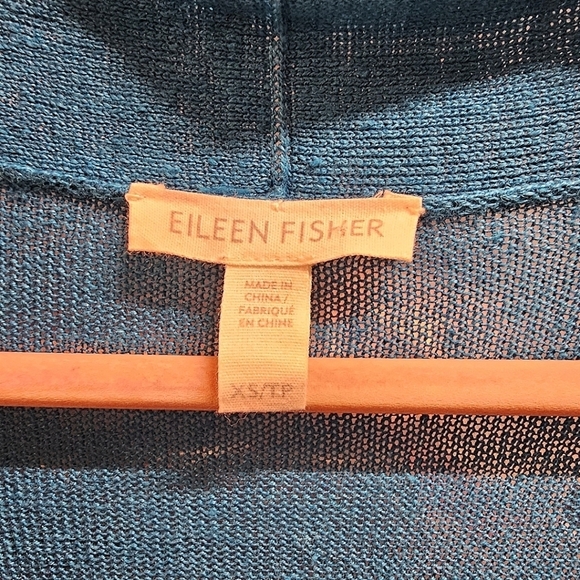 EILEEN FISHER
MADE IN
CHINA/
FABRIQUÉ
EN CHINE
XS/TP